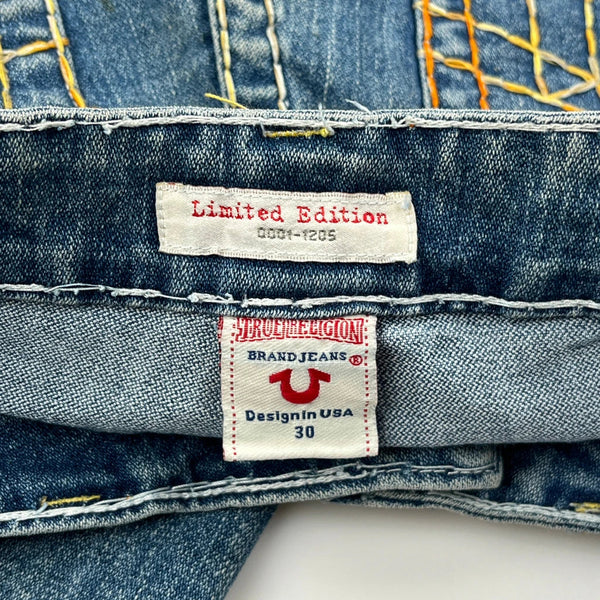 Limited Edition
0001-1205
TRUE RELIGION
BRAND JEANS ®
Design in USA
30